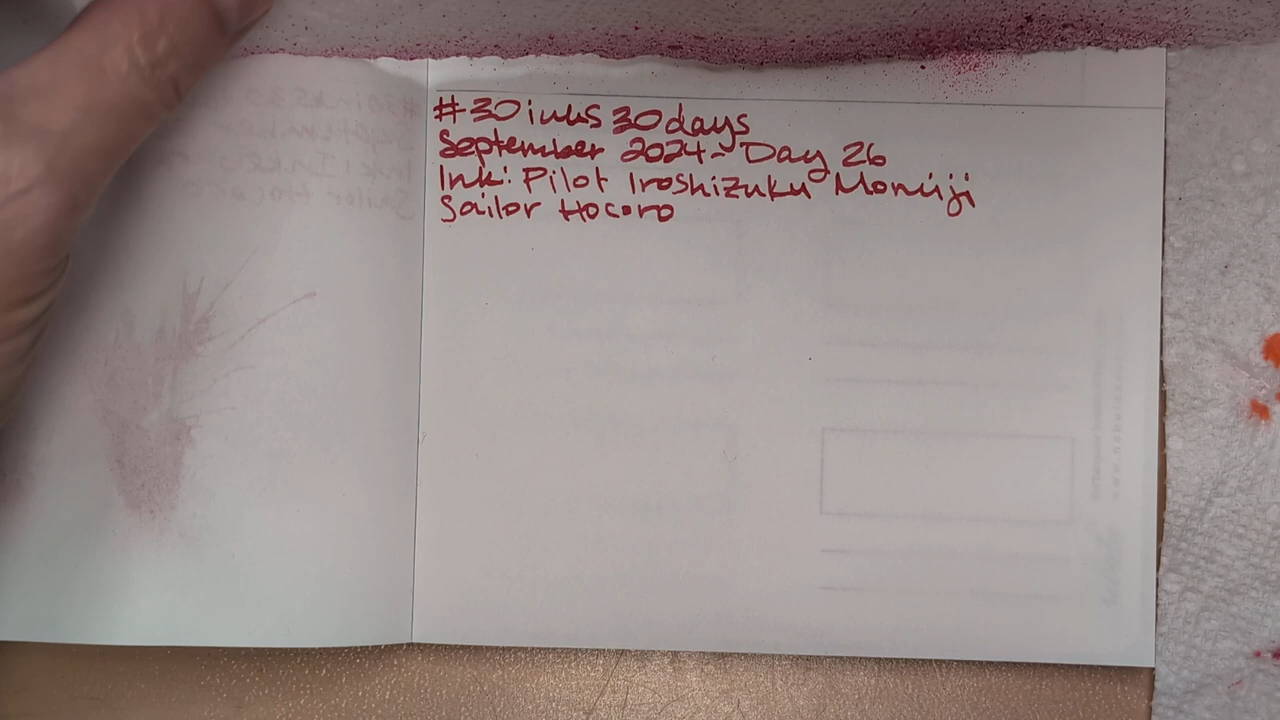 #30inks30days
September 2024- Day 26
Ink: Pilot Iroshizuku Momiji
Sailor Hocoro